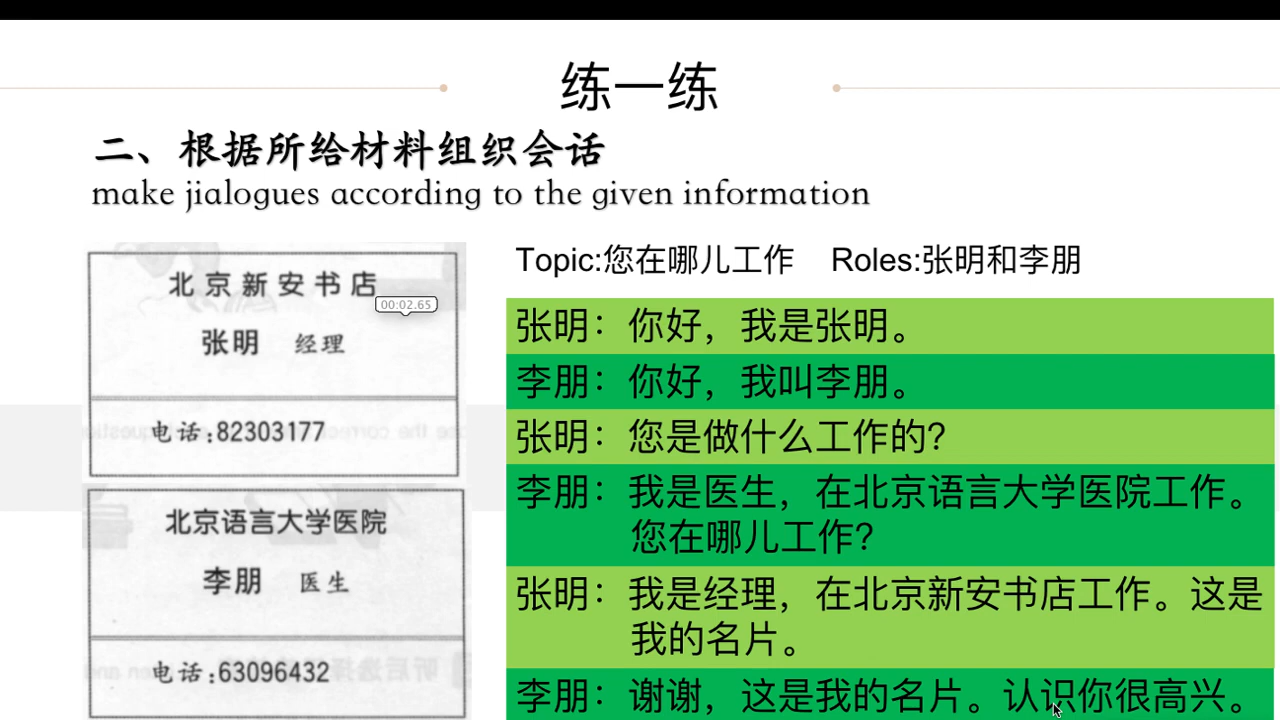 练一练
二、根据所给材料组织会话
make jialogues according to the given information
北京新安书店
00:02.65
张明 经理
电话:82303177
北京语言大学医院
李朋 医生
电话:63096432
Topic:您在哪儿工作 Roles:张明和李朋
张明：你好，我是张明。
李朋：你好，我叫李朋。
张明：您是做什么工作的？
李朋：我是医生，在北京语言大学医院工作。
您在哪儿工作？
张明：我是经理，在北京新安书店工作。这是
我的名片。
李朋：谢谢，这是我的名片。认识你很高兴。